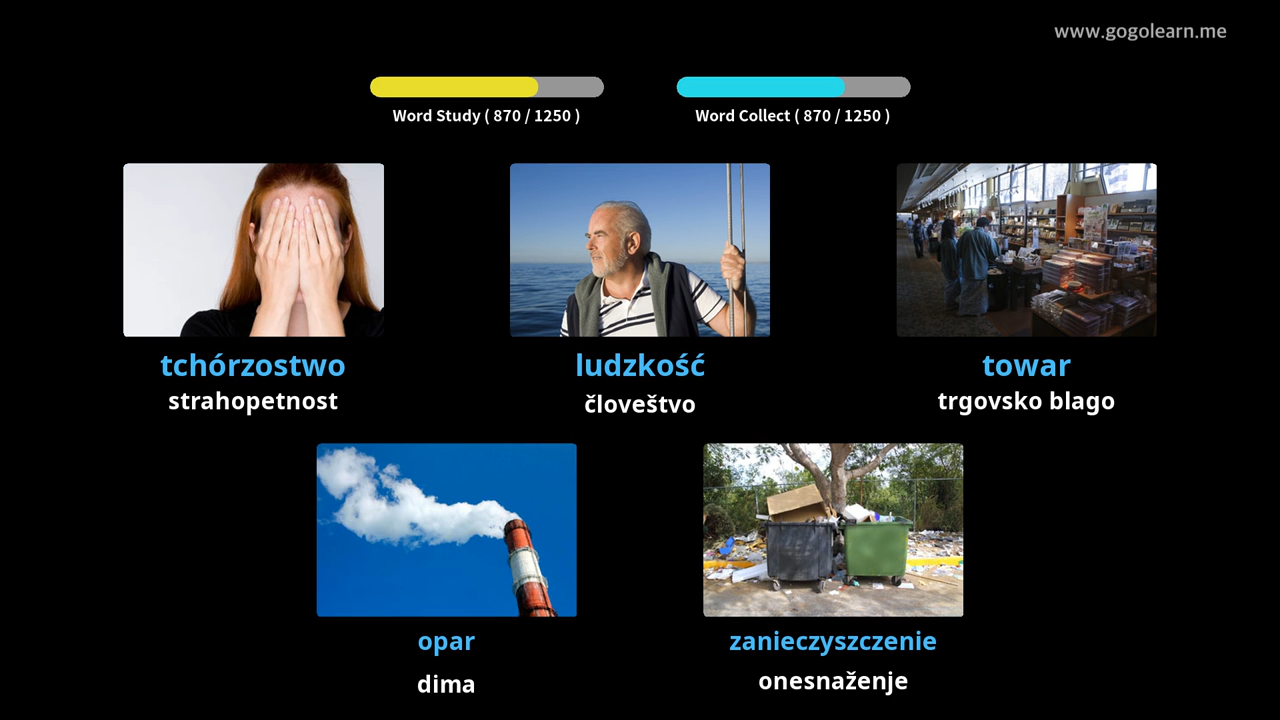 www.gogolearn.me
Word Study ( 870 / 1250 )
Word Collect ( 870 / 1250 )
tchórzostwo
strahopetnost
ludzkość
človeštvo
towar
trgovsko blago
opar
dima
zanieczyszczenie
onesnaženje